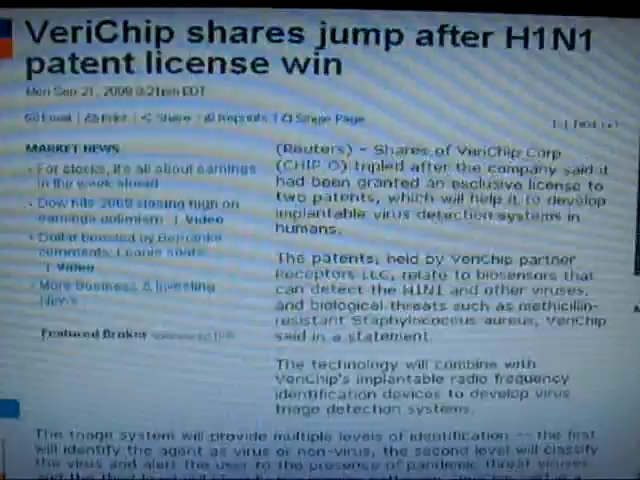 VeriChip shares jump after H1N1
patent license win
Mon Sep 21, 2009 3:21pm EDT
Email | Print | Share | Reprints | Single Page
MARKET NEWS
For stocks, it's all about earnings
in the week ahead
Dow hits 2009 closing high on
earnings optimism | Video
Dollar boosted by Bernanke
comments
| Video
More Business & Investing
News
Featured Broker
(Reuters) - Shares of VeriChip Corp
(CHIP.O) tripled after the company said it
had been granted an exclusive license to
two patents, which will help it to develop
implantable virus detection systems in
humans.
The patents, held by VeriChip partner
Receptors LLC, relate to biosensors that
can detect the H1N1 and other viruses,
and biological threats such as methicillin-
resistant Staphylococcus aureus, VeriChip
said in a statement.
The technology will combine with
VeriChip's implantable radio frequency
identification devices to develop virus
triage detection systems.
The triage system will provide multiple levels of identification -- the first
will identify the agent as virus or non-virus, the second level will classify
the virus and alert the user to the presence of pandemic threat viruses